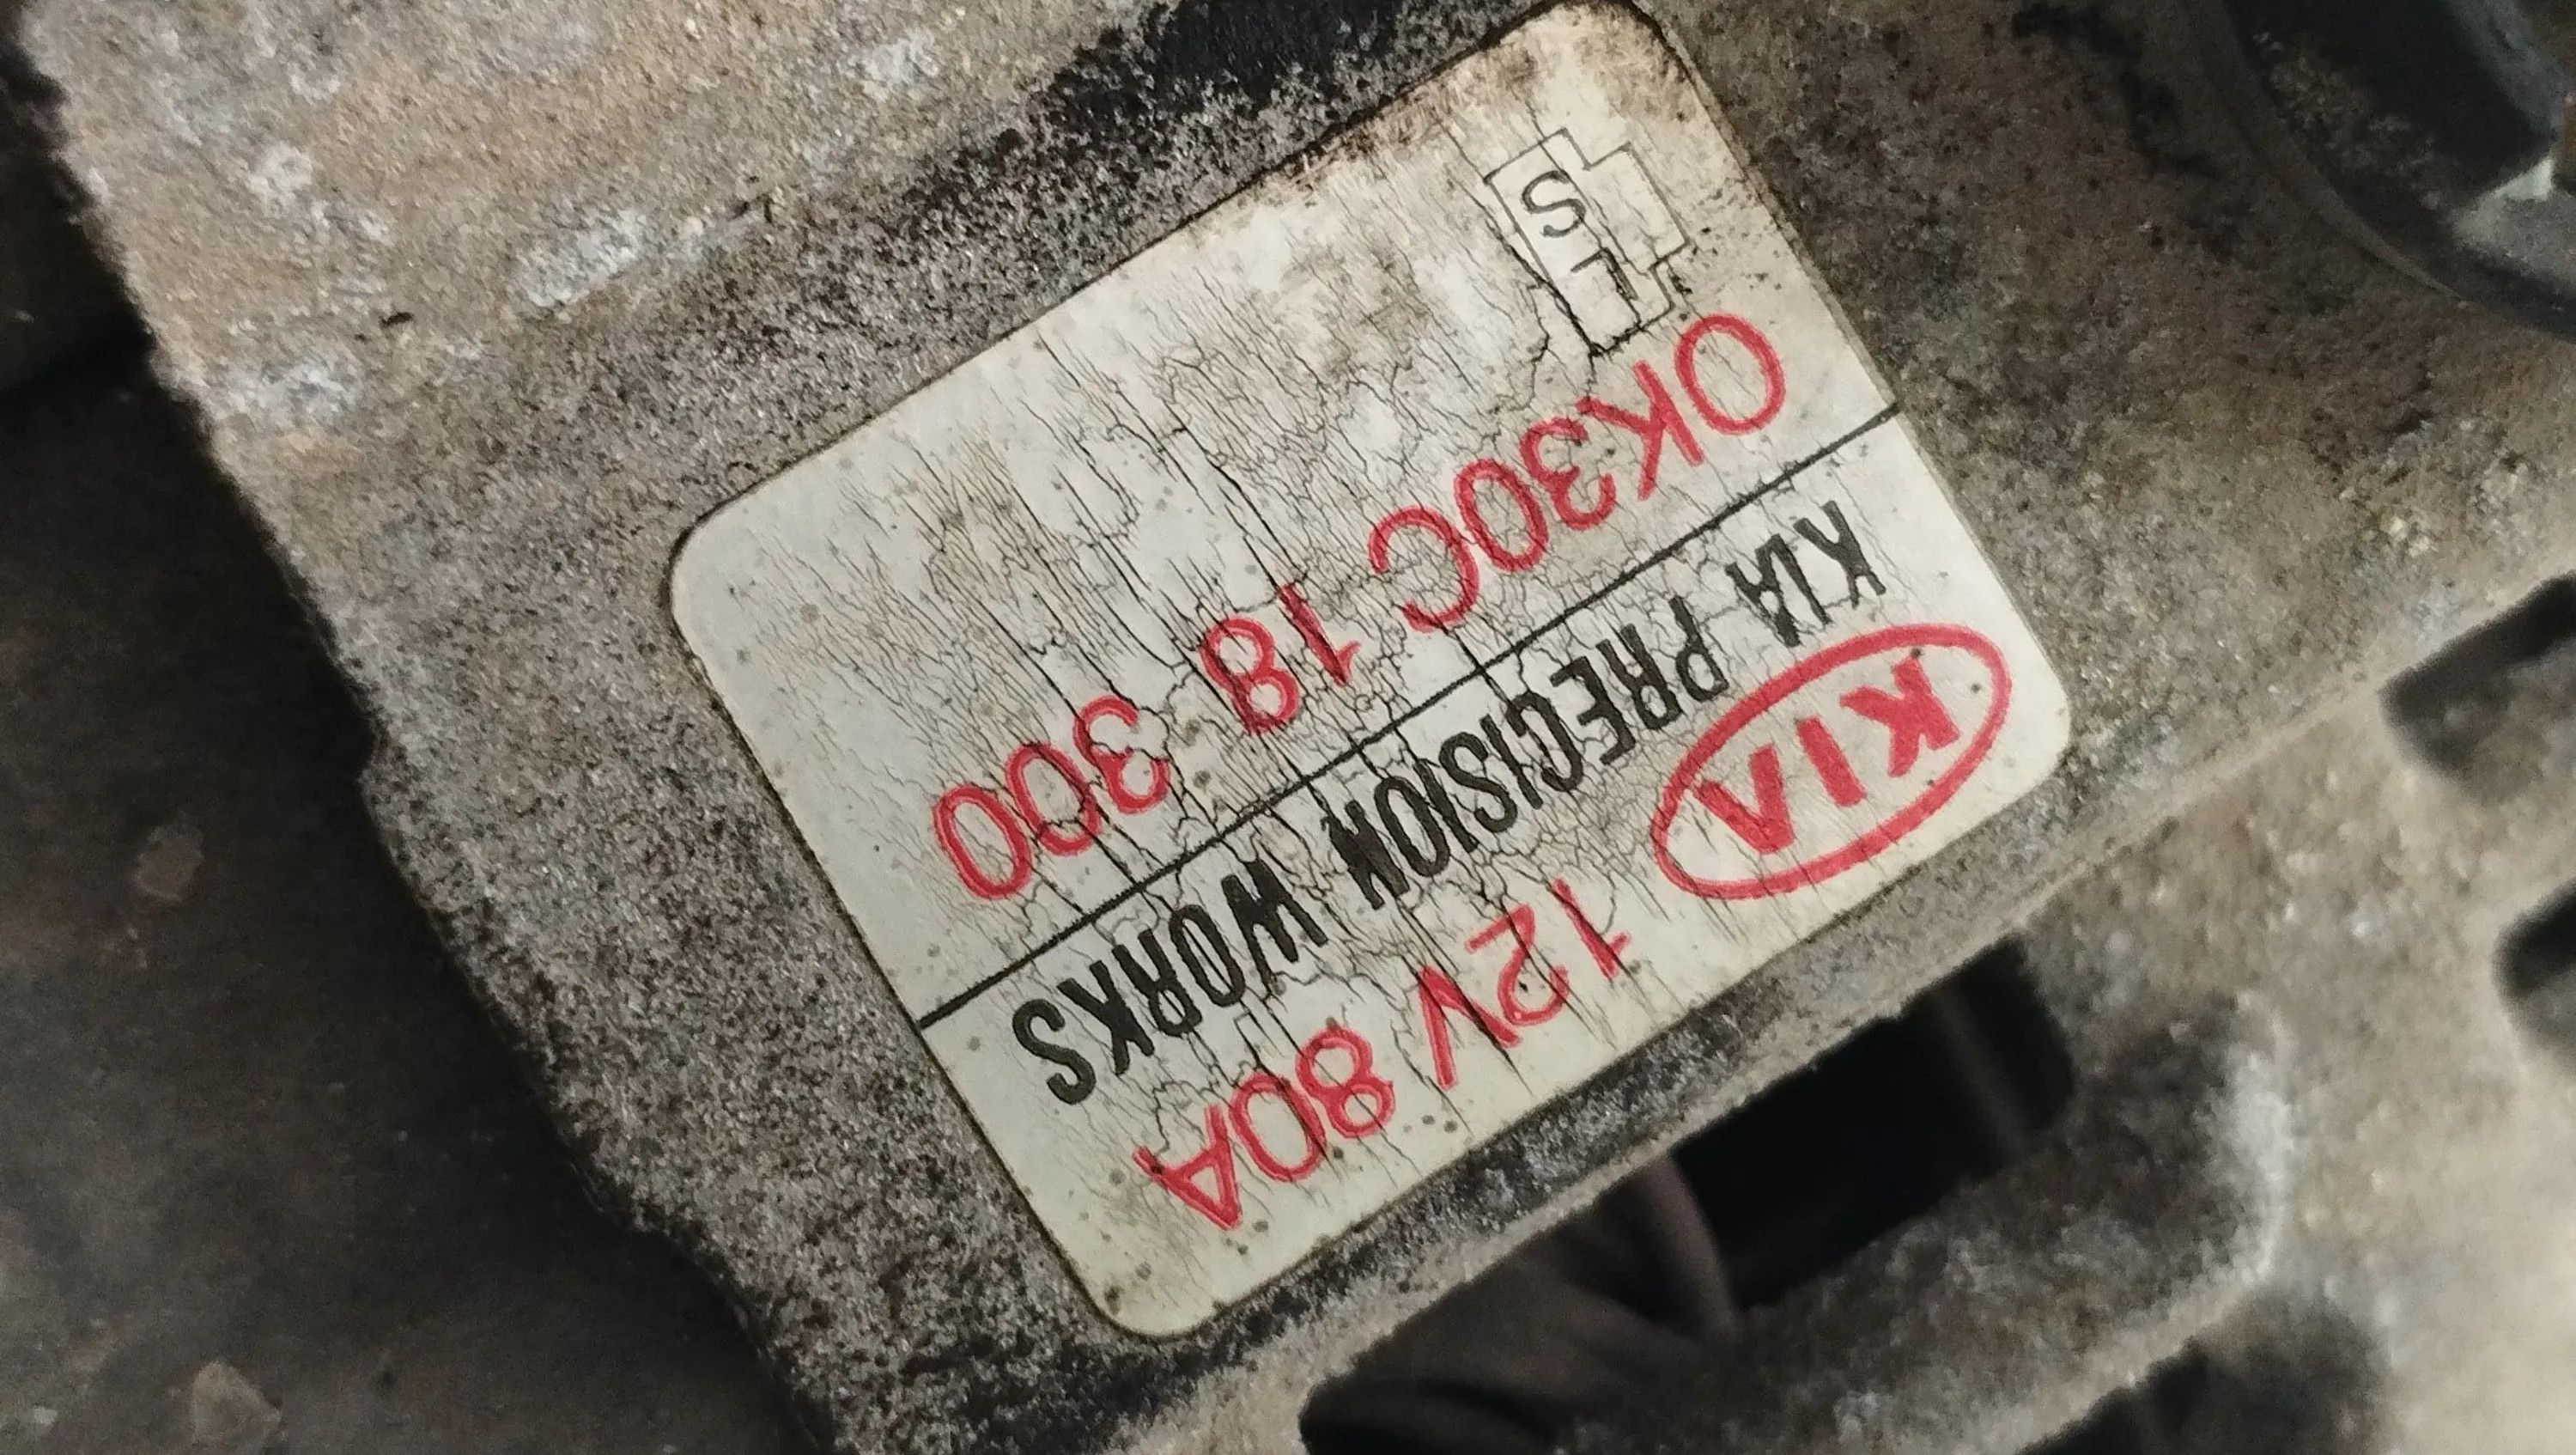 KIA 12V 80A
KIA PRECISION WORKS
OK30C 18 300
L
S